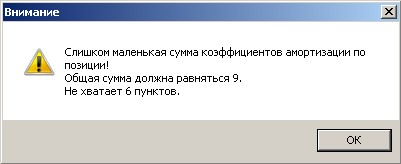 Внимание
Слишком маленькая сумма коэффициентов амортизации по
позиции!
Общая сумма должна равняться 9.
Не хватает 6 пунктов.
OK